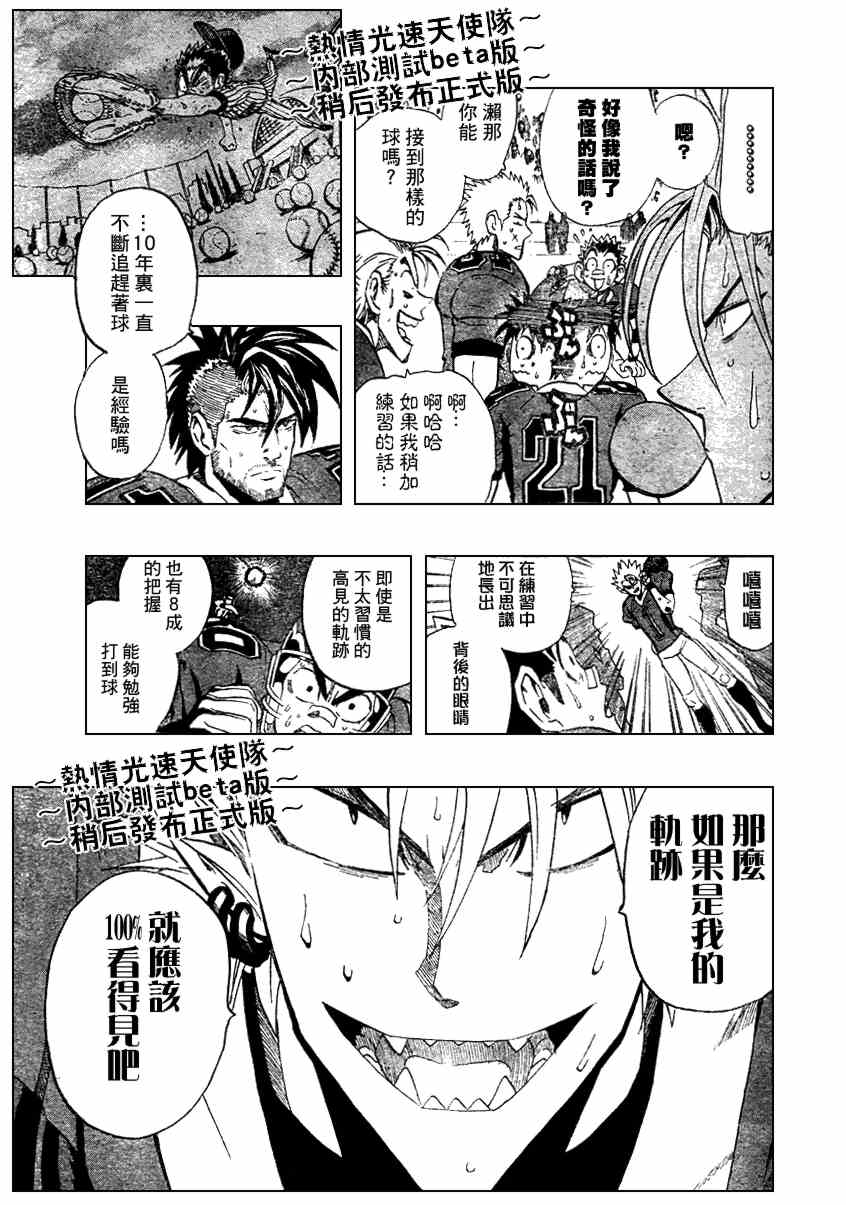 ～熱情光速天使隊～
～内部測試beta版～
～稍后發布正式版～
………
嗯？
好像我說了
奇怪的話嗎？
瀨那
你能
接到那樣的
球嗎？
ぶんぶん
啊…
啊哈哈
如果我稍加
練習的話…
…10年裏一直
不斷追趕著球
是經驗嗎
21
嘻嘻嘻
在練習中
不可思議
地長出
背後的眼睛
即使是
不太習慣的
高見的軌跡
也有8成
的把握
能夠勉強
打到球
～熱情光速天使隊～
～内部測試beta版～
～稍后發布正式版～
那麼
如果是我的
軌跡
就應該
100%看得見吧